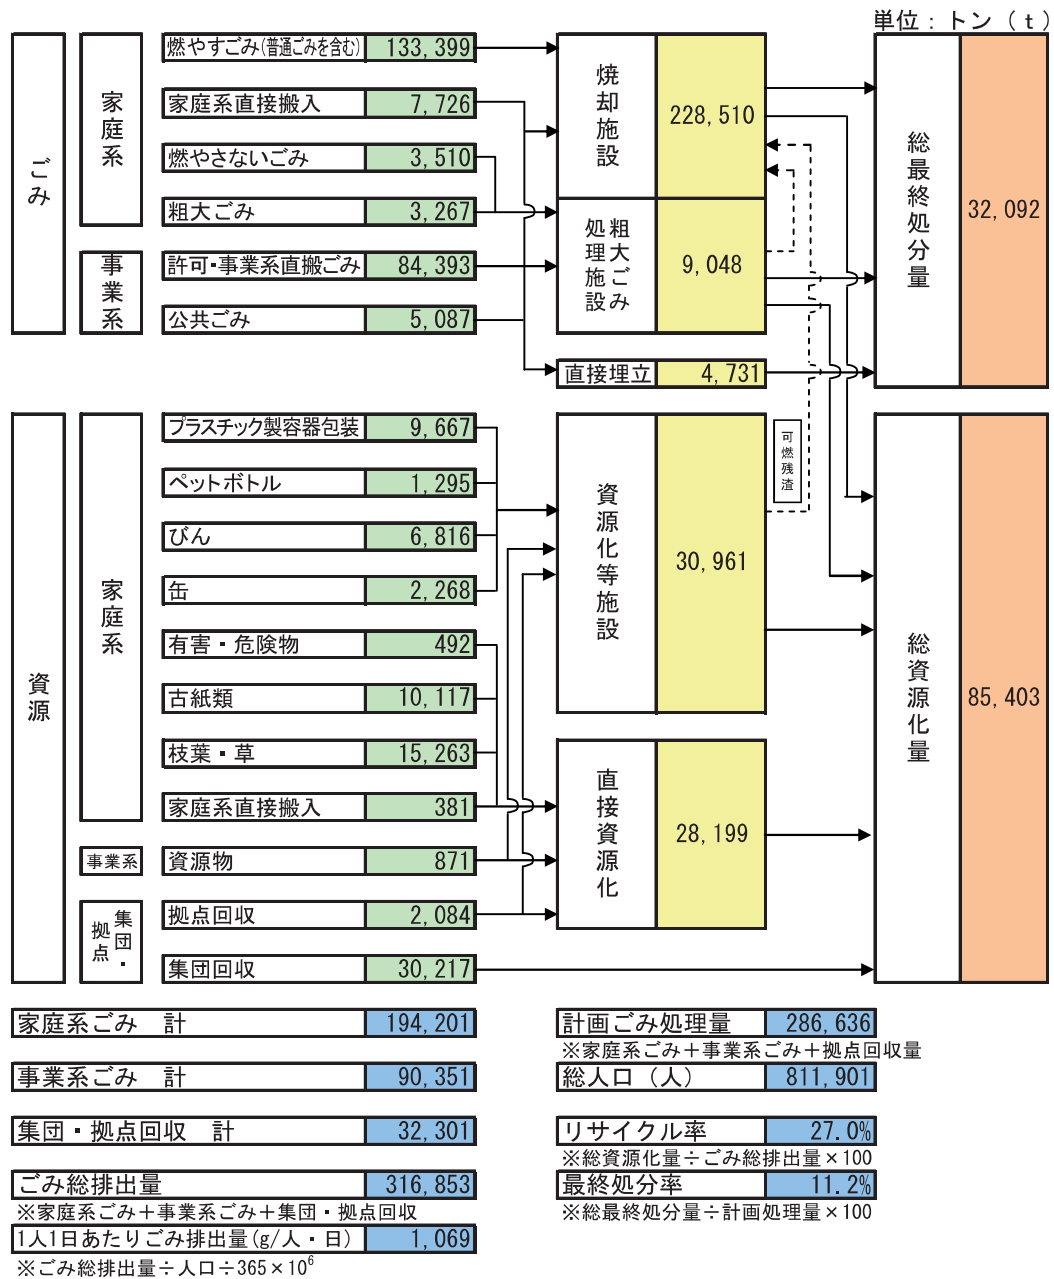 単位：トン（ｔ）
ごみ
家庭系
燃やすごみ(普通ごみを含む) 133,399
家庭系直接搬入 7,726
燃やさないごみ 3,510
粗大ごみ 3,267
事業系
許可・事業系直搬ごみ 84,393
公共ごみ 5,087
焼却施設 228,510
粗大ごみ
処理施設
9,048
直接埋立 4,731
総最終処分量 32,092
資源
家庭系
プラスチック製容器包装 9,667
ペットボトル 1,295
びん 6,816
缶 2,268
有害・危険物 492
古紙類 10,117
枝葉・草 15,263
家庭系直接搬入 381
事業系
資源物 871
集団・
拠点
拠点回収 2,084
集団回収 30,217
資源化等施設 30,961
可燃残渣
直接資源化 28,199
総資源化量 85,403
家庭系ごみ　計 194,201
事業系ごみ　計 90,351
集団・拠点回収　計 32,301
ごみ総排出量 316,853
※家庭系ごみ＋事業系ごみ＋集団・拠点回収
1人1日あたりごみ排出量(g/人・日) 1,069
※ごみ総排出量÷人口÷365×10⁶
計画ごみ処理量 286,636
※家庭系ごみ＋事業系ごみ＋拠点回収量
総人口（人） 811,901
リサイクル率 27.0%
※総資源化量÷ごみ総排出量×100
最終処分率 11.2%
※総最終処分量÷計画処理量×100